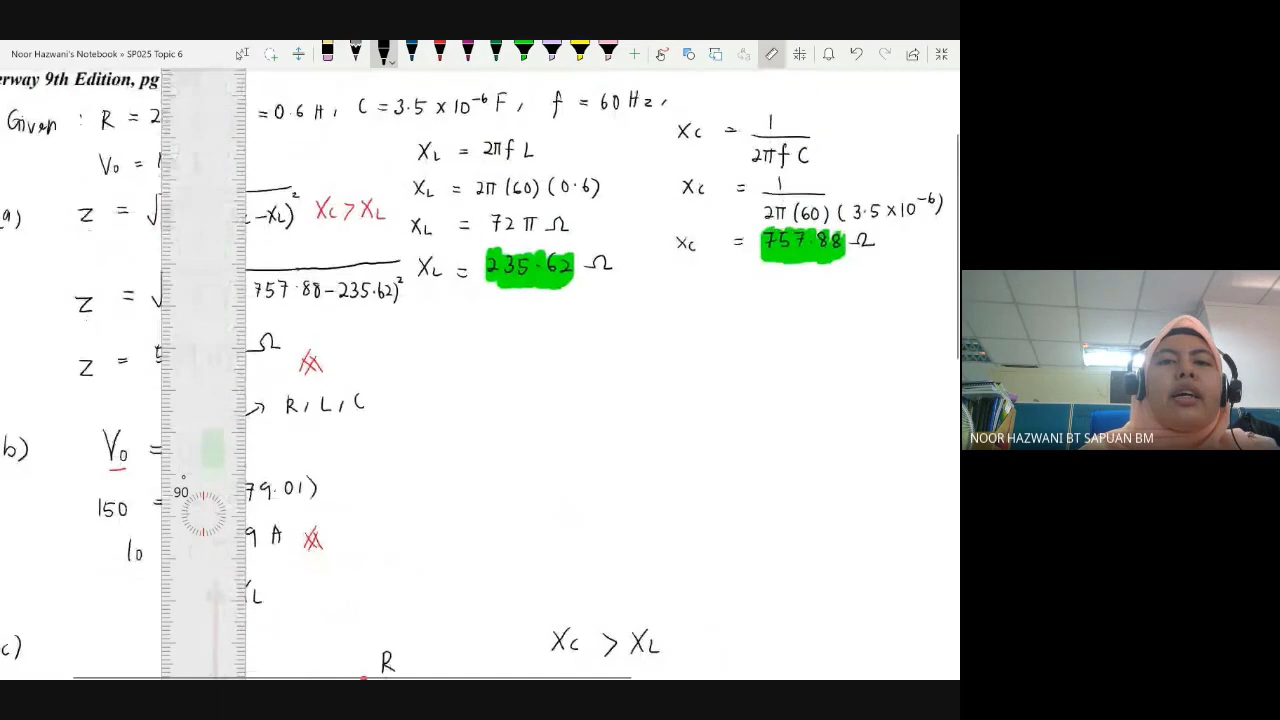 Noor Hazwani's Notebook » SP025 Topic 6
erway 9th Edition, pg
Given : R = 2 = 0.6 H, C = 3.5 x 10^-6 F, f = 60 Hz,
V0 =
XL = 2πf L
XL = 2π (60) (0.6)
XL = 72 π Ω
XL = 235.62 Ω
XC = 1 / 2πf C
XC = 1 / 2π (60) (3.5 x10^-6)
XC = 757.88 Ω
a) Z = √ - XL)^2 XC > XL
Z = √ 757.88 - 235.62)^2
Z = Ω
R, L, C
b) V0 =
150 = 79.01)
I0 9 A
L
90°
c) XC > XL
R
NOOR HAZWANI BT SAPUAN BM